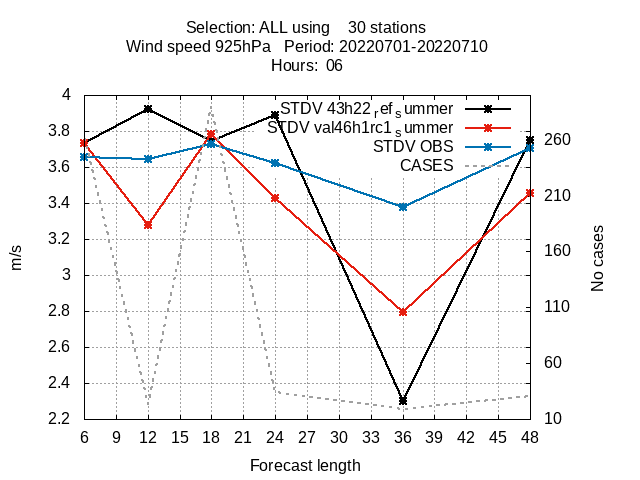 Selection: ALL using 30 stations
Wind speed 925hPa Period: 20220701-20220710
Hours: 06
STDV 43h22ref summer
STDV val46h1rc1summer
STDV OBS
CASES
4
3.8
3.6
3.4
3.2
3
2.8
2.6
2.4
2.2
m/s
260
210
160
110
60
10
No cases
6 9 12 15 18 21 24 27 30 33 36 39 42 45 48
Forecast length